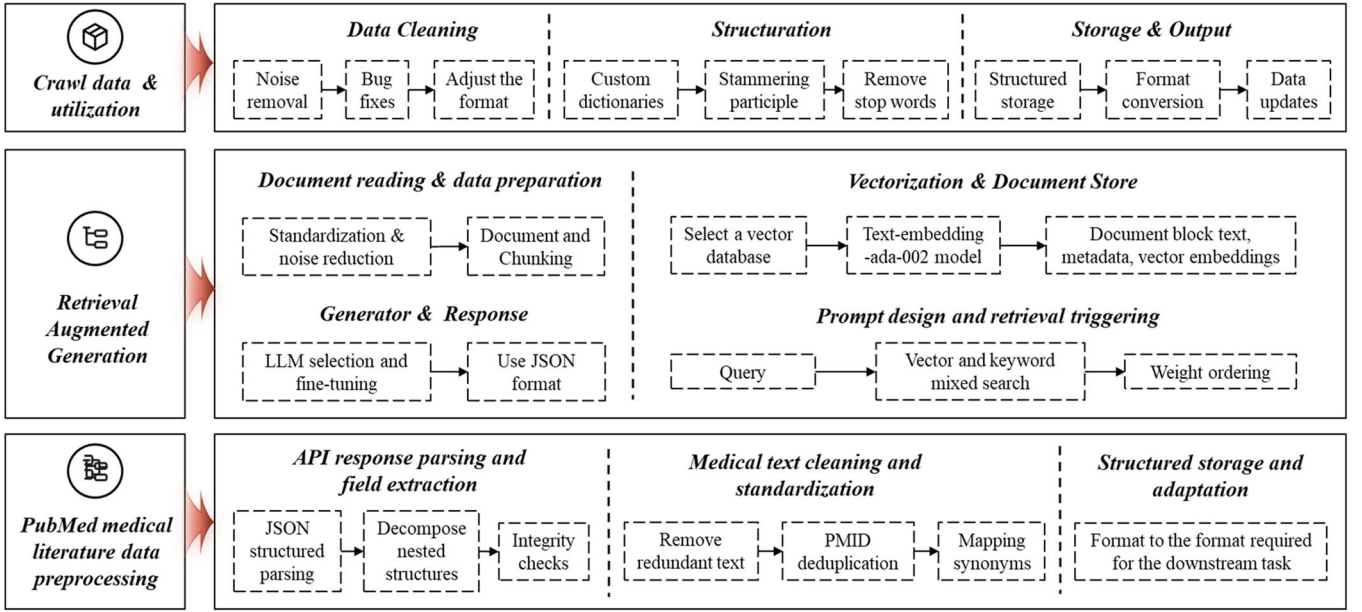 Crawl data &
utilization
Data Cleaning
Noise
removal
Bug
fixes
Adjust the
format
Structuration
Custom
dictionaries
Stammering
participle
Remove
stop words
Storage & Output
Structured
storage
Format
conversion
Data
updates
Retrieval
Augmented
Generation
Document reading & data preparation
Standardization &
noise reduction
Document and
Chunking
Vectorization & Document Store
Select a vector
database
Text-embedding
-ada-002 model
Document block text,
metadata, vector embeddings
Generator & Response
LLM selection and
fine-tuning
Use JSON
format
Prompt design and retrieval triggering
Query
Vector and keyword
mixed search
Weight ordering
PubMed medical
literature data
preprocessing
API response parsing and
field extraction
JSON
structured
parsing
Decompose
nested
structures
Integrity
checks
Medical text cleaning and
standardization
Remove
redundant text
PMID
deduplication
Mapping
synonyms
Structured storage and
adaptation
Format to the format required
for the downstream task